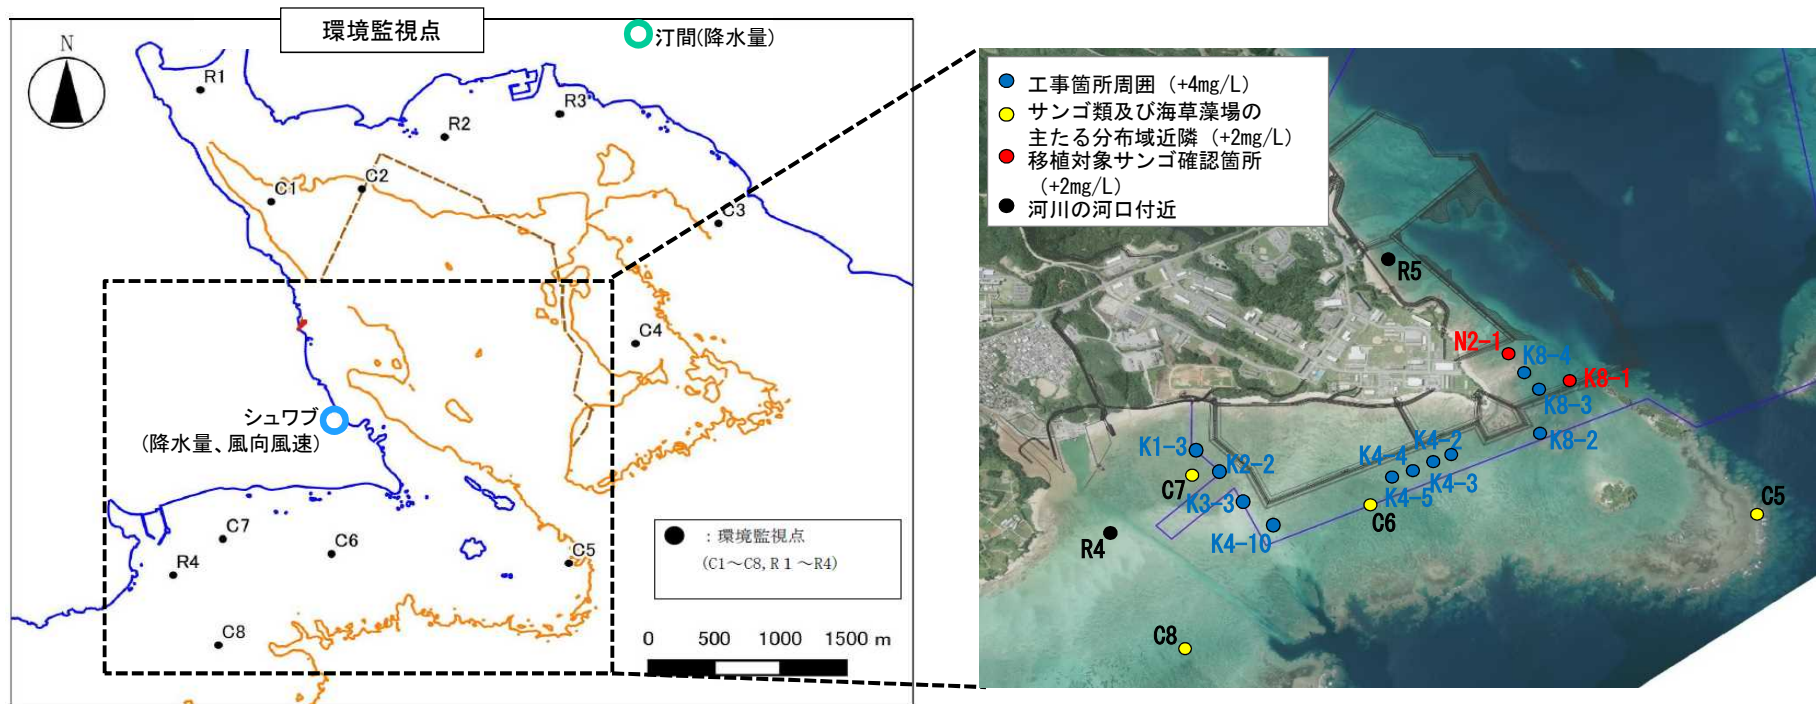 環境監視点
汀間(降水量)
N
R1
R2
R3
C1
C2
C3
C4
シュワブ
(降水量、風向風速)
C7
C6
R4
C5
C8
：環境監視点
(C1～C8,R１～R4)
0 500 1000 1500 m
工事箇所周囲（+4mg/L）
サンゴ類及び海草藻場の
主たる分布域近隣（+2mg/L）
移植対象サンゴ確認箇所
（+2mg/L）
河川の河口付近
R5
N2-1
K8-4
K8-1
K8-3
K8-2
K1-3
K2-2
K4-4
K4-2
C7
K3-3
K4-5
K4-3
C6
C5
R4
K4-10
C8